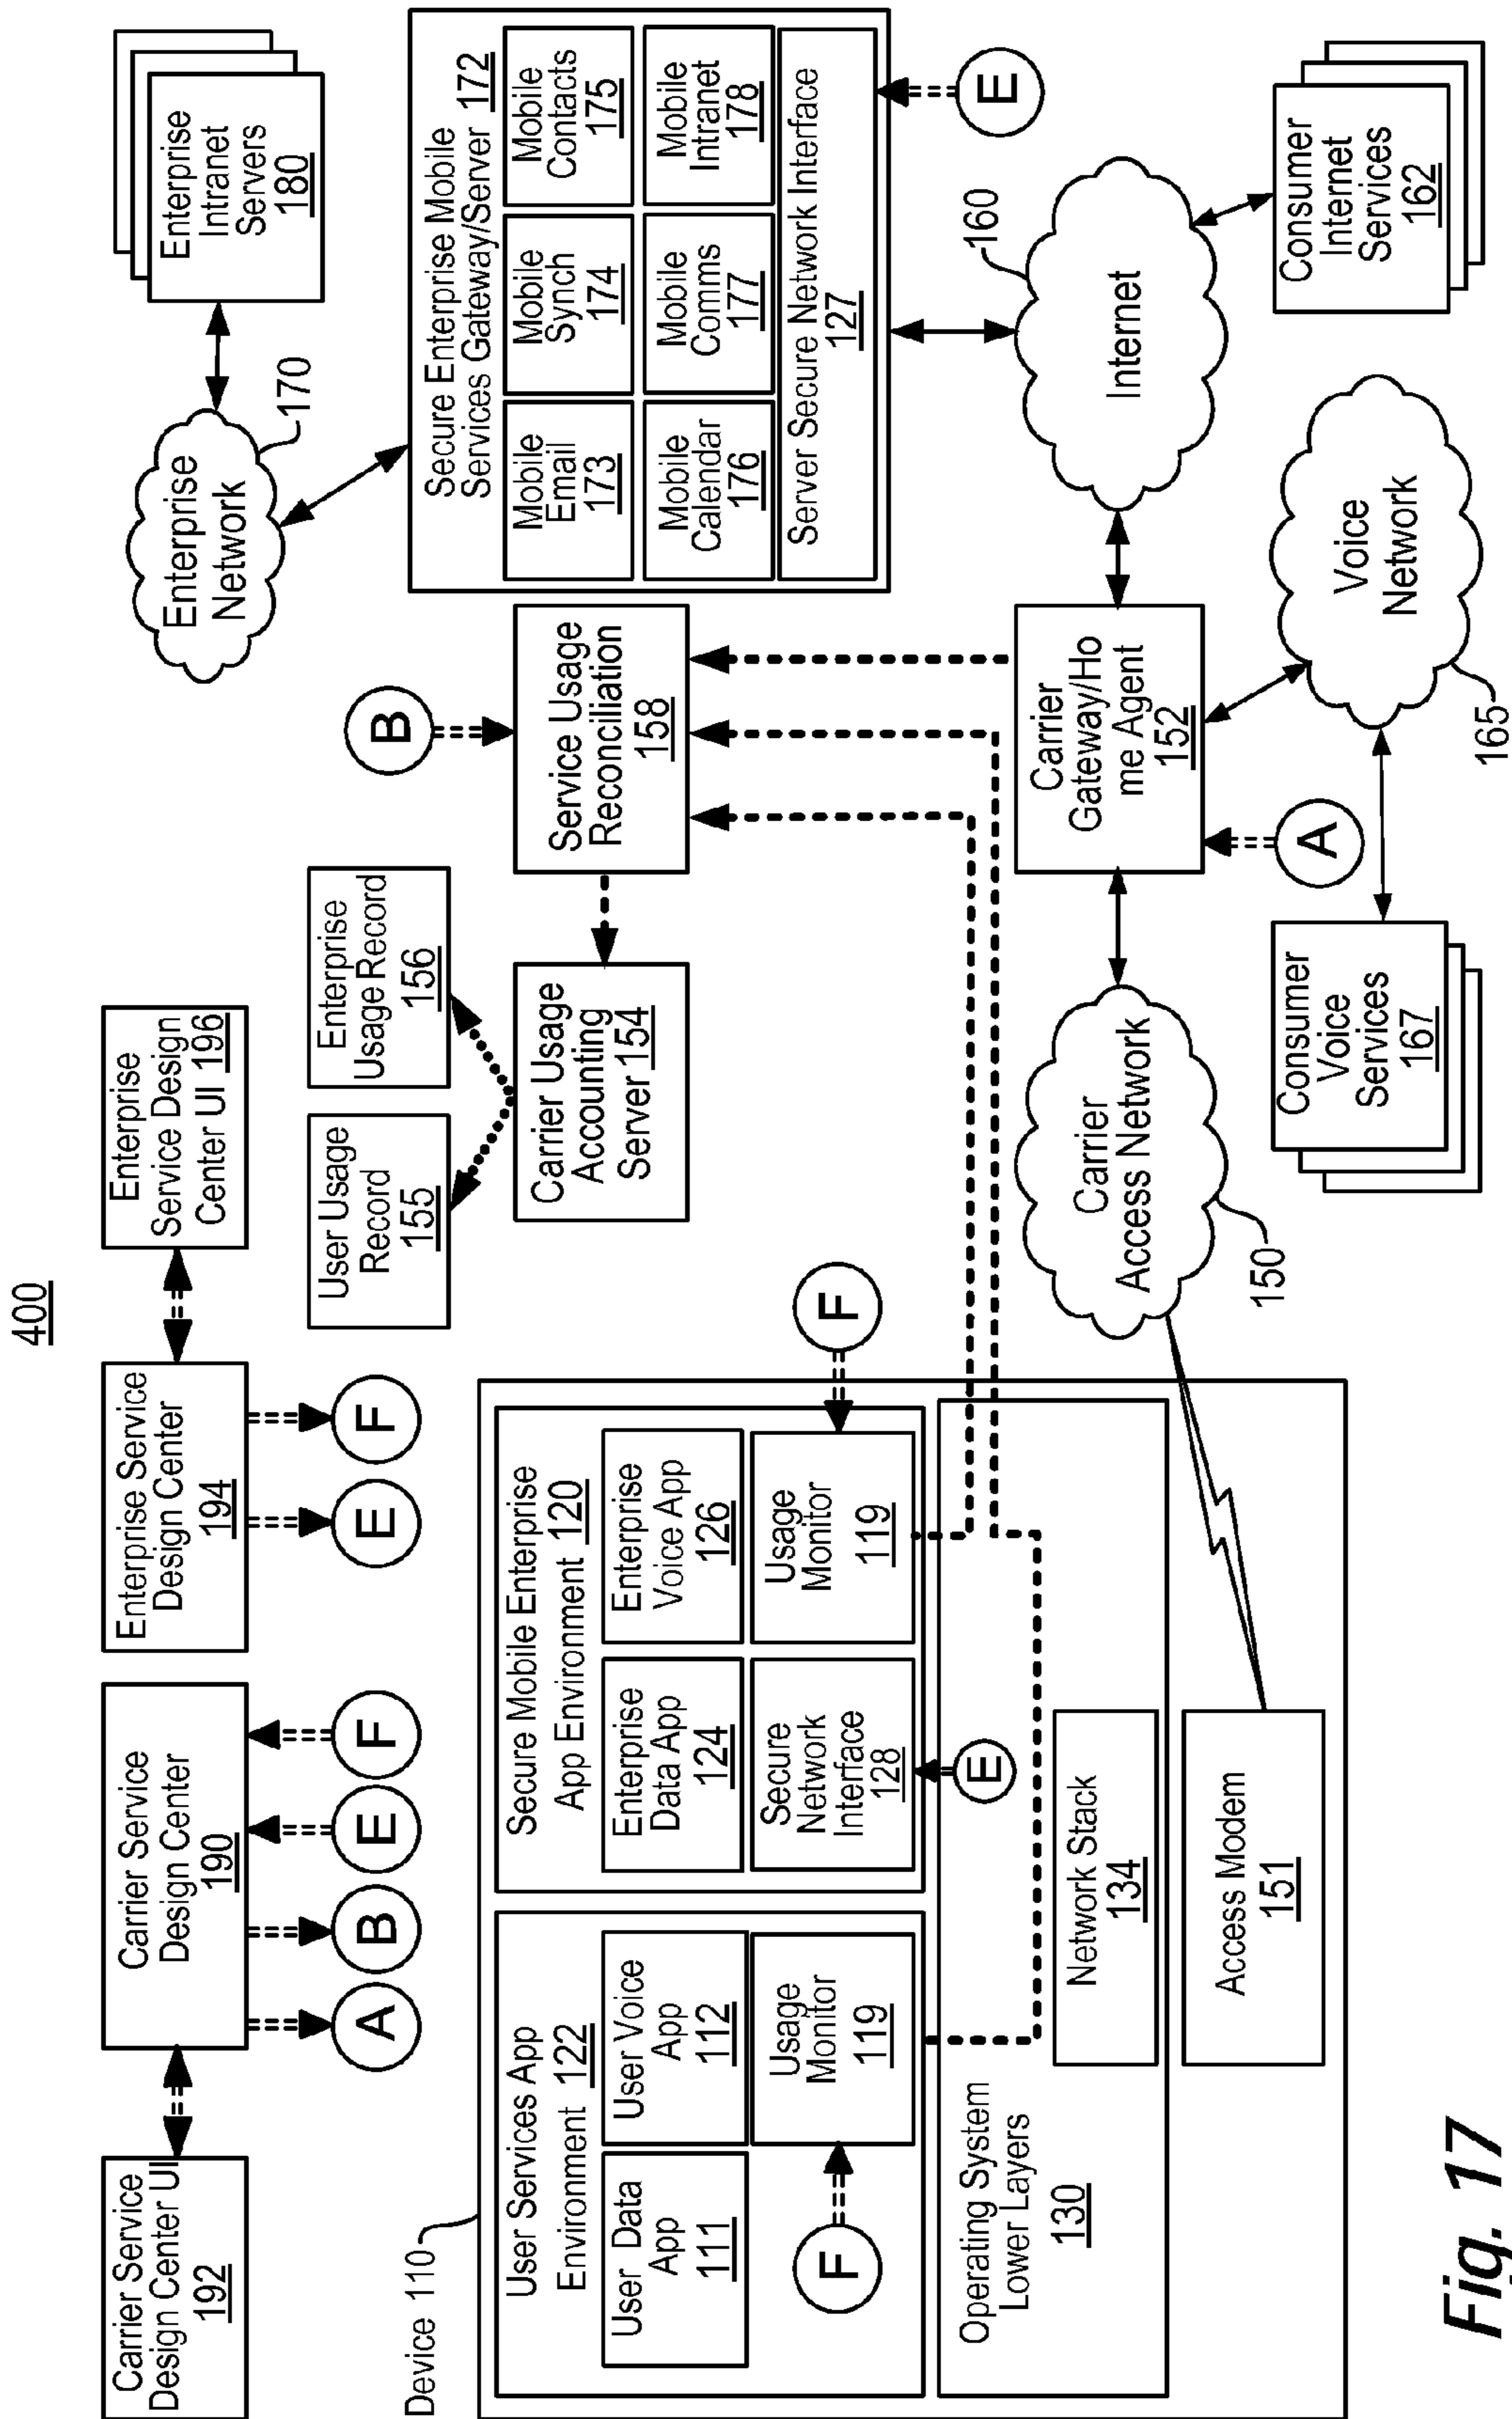 400
Carrier Service
Design Center UI
192
Carrier Service
Design Center
190
Enterprise Service
Design Center
194
Enterprise
Service Design
Center UI 196
A
B
E
F
E
F
User Usage
Record
155
Enterprise
Usage Record
156
B
Carrier Usage
Accounting
Server 154
Service Usage
Reconciliation
158
Enterprise
Network
170
Enterprise
Intranet
Servers
180
Secure Enterprise Mobile
Services Gateway/Server 172
Mobile
Email
173
Mobile
Synch
174
Mobile
Contacts
175
Mobile
Calendar
176
Mobile
Comms
177
Mobile
Intranet
178
Server Secure Network Interface
127
E
Device 110
User Services App
Environment 122
User Data
App
111
User Voice
App
112
Usage
Monitor
119
F
Secure Mobile Enterprise
App Environment 120
Enterprise
Data App
124
Enterprise
Voice App
126
Secure
Network
Interface
128
Usage
Monitor
119
F
E
Operating System
Lower Layers
130
Network Stack
134
Access Modem
151
Carrier
Access Network
150
Carrier
Gateway/Ho
me Agent
152
A
Internet
160
Consumer
Internet
Services
162
Voice
Network
165
Consumer
Voice
Services
167
Fig. 17